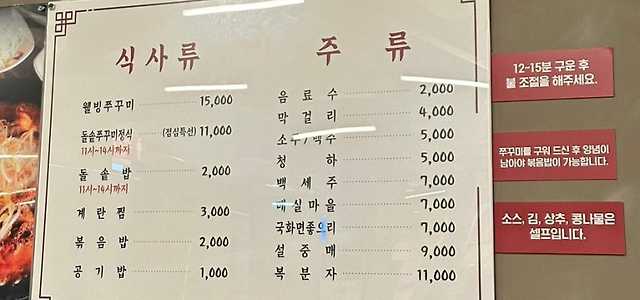 식사류
웰빙쭈꾸미 15,000
돌솥쭈꾸미정식 (점심특선) 11,000
11시~14시까지
돌솥밥 2,000
11시~14시까지
계란찜 3,000
볶음밥 2,000
공기밥 1,000
주류
음료수 2,000
막걸리 4,000
소주/맥주 5,000
청하 5,000
백세주 7,000
매실마을 7,000
국화면좋으리 7,000
설중매 9,000
복분자 11,000
12~15분 구운 후
불 조절을 해주세요.
쭈꾸미를 구워 드신 후 양념이
남아야 볶음밥이 가능합니다.
소스, 김, 상추, 콩나물은
셀프입니다.